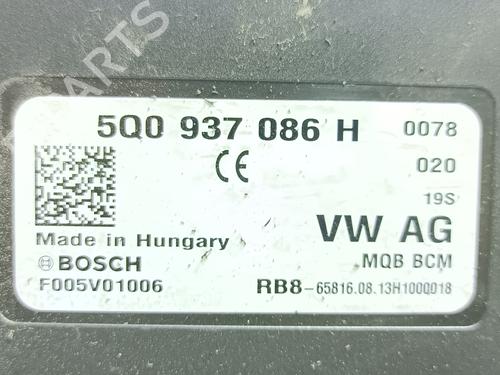 PARTS
5Q0 937 086 H 0078
CE 020
19S
VW AG
Made in Hungary
BOSCH MQB BCM
F005V01006 RB8-65816.08.13H1000018